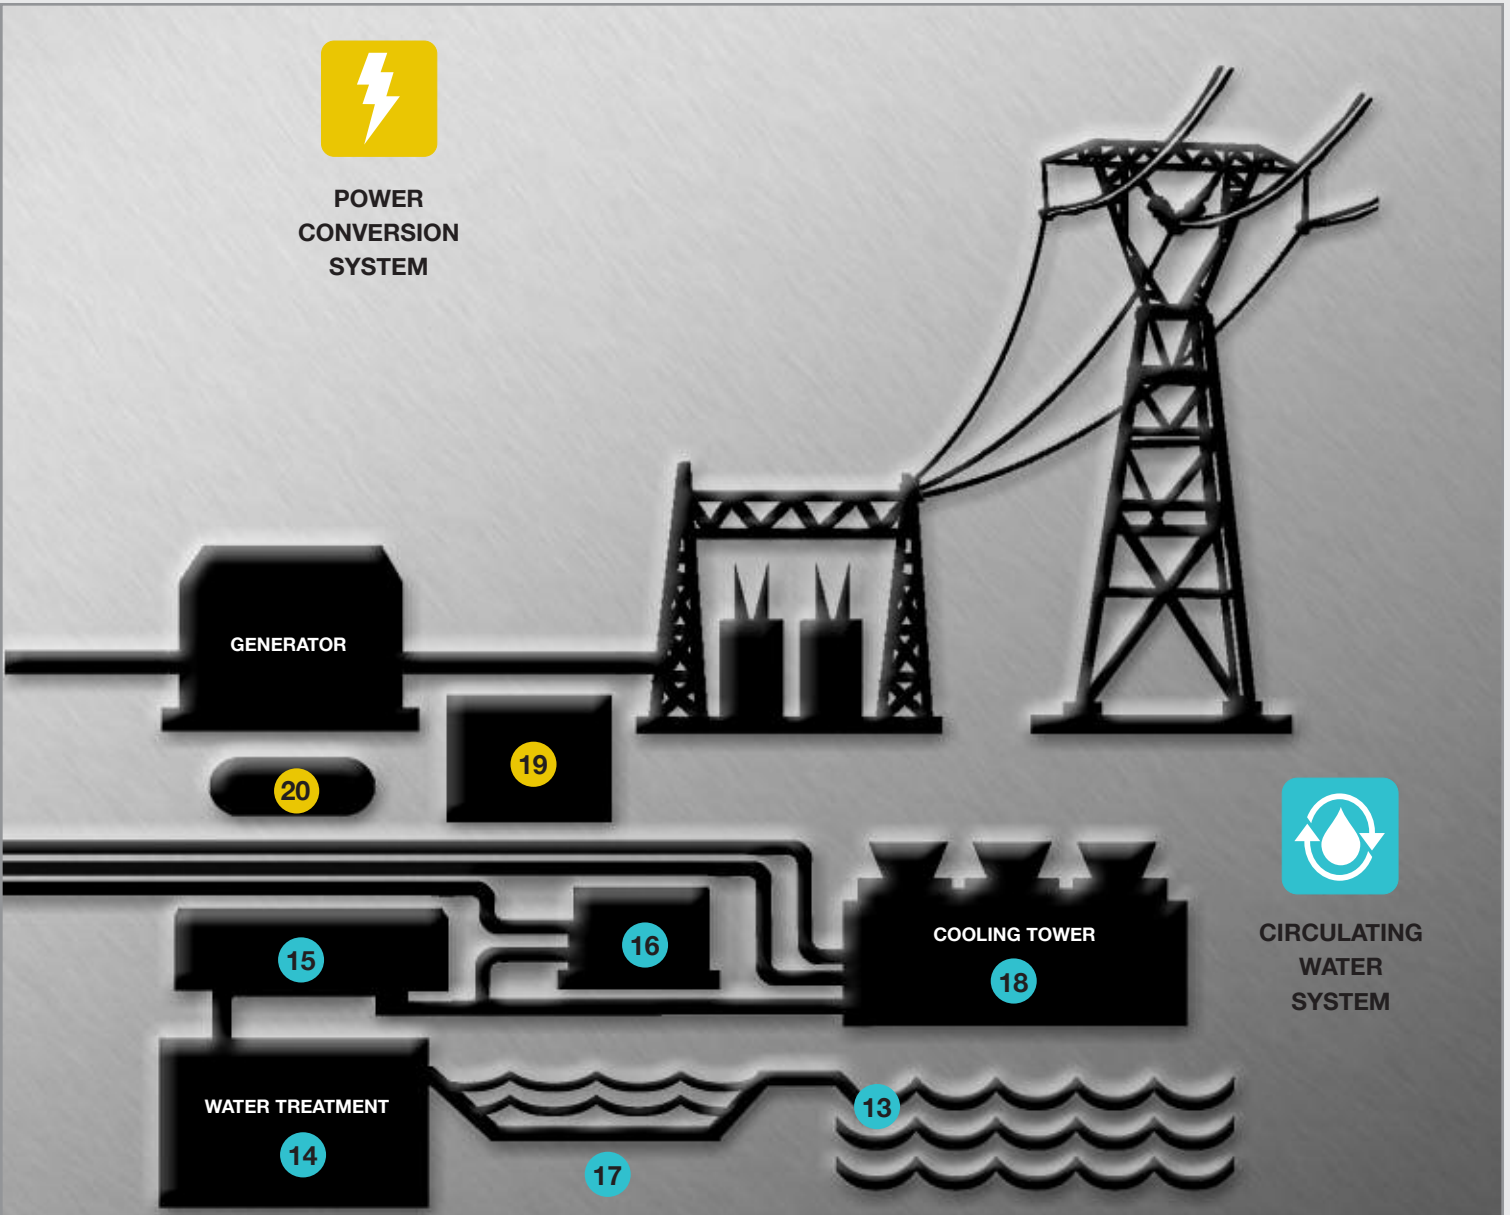 POWER
CONVERSION
SYSTEM
GENERATOR
19
20
COOLING TOWER
18
CIRCULATING
WATER
SYSTEM
15
16
WATER TREATMENT
14
13
17